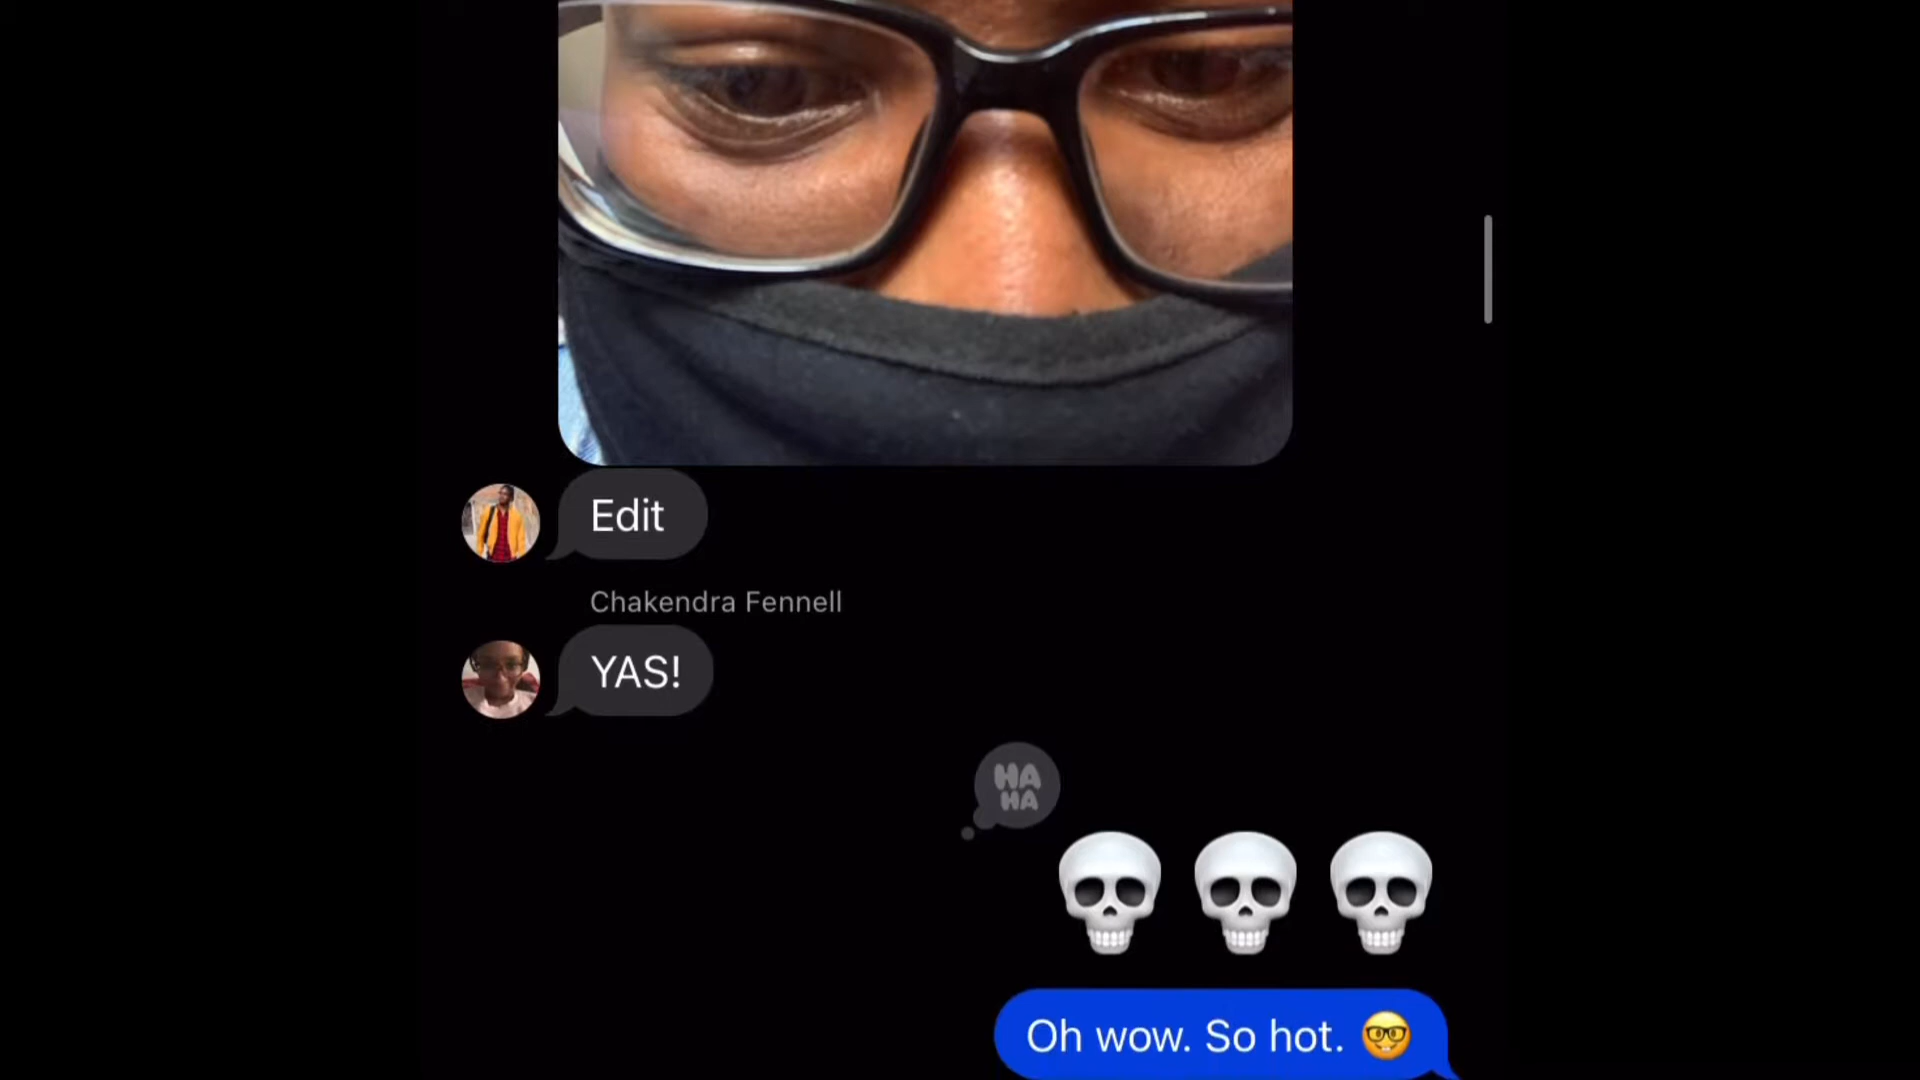 Edit
Chakendra Fennell
YAS!
HA
HA
Oh wow. So hot. 🤓